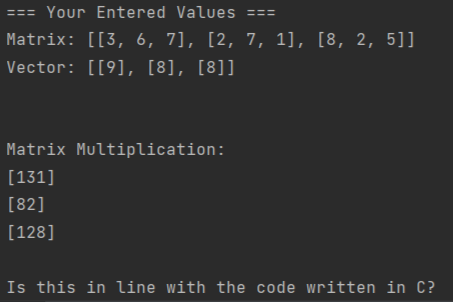 === Your Entered Values ===
Matrix: [[3, 6, 7], [2, 7, 1], [8, 2, 5]]
Vector: [[9], [8], [8]]
Matrix Multiplication:
[131]
[82]
[128]
Is this in line with the code written in C?